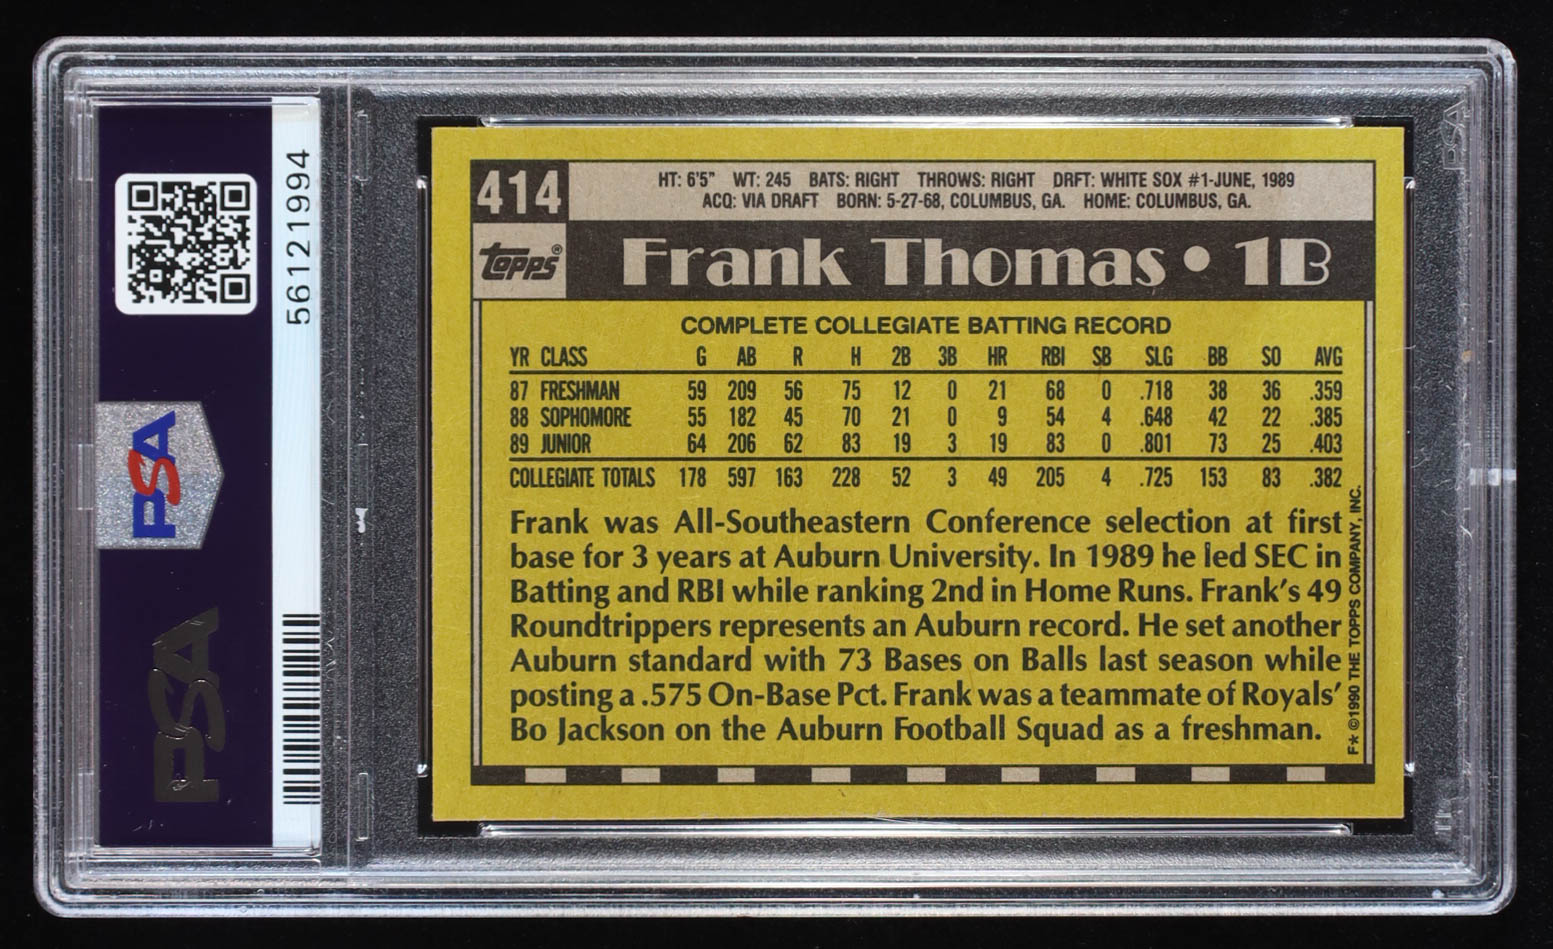 56121994
PSA
PSA
414
HT: 6'5" WT: 245 BATS: RIGHT THROWS: RIGHT DRFT: WHITE SOX #1-JUNE, 1989
ACQ: VIA DRAFT BORN: 5-27-68, COLUMBUS, GA. HOME: COLUMBUS, GA.
Topps®
Frank Thomas • 1B
COMPLETE COLLEGIATE BATTING RECORD
YR CLASS G AB R H 2B 3B HR RBI SB SLG BB SO AVG
87 FRESHMAN 59 209 56 75 12 0 21 68 0 .718 38 36 .359
88 SOPHOMORE 55 182 45 70 21 0 9 54 4 .648 42 22 .385
89 JUNIOR 64 206 62 83 19 3 19 83 0 .801 73 25 .403
COLLEGIATE TOTALS 178 597 163 228 52 3 49 205 4 .725 153 83 .382
Frank was All-Southeastern Conference selection at first
base for 3 years at Auburn University. In 1989 he led SEC in
Batting and RBI while ranking 2nd in Home Runs. Frank's 49
Roundtrippers represents an Auburn record. He set another
Auburn standard with 73 Bases on Balls last season while
posting a .575 On-Base Pct. Frank was a teammate of Royals'
Bo Jackson on the Auburn Football Squad as a freshman.
F★ ©1990 THE TOPPS COMPANY, INC.
PSA